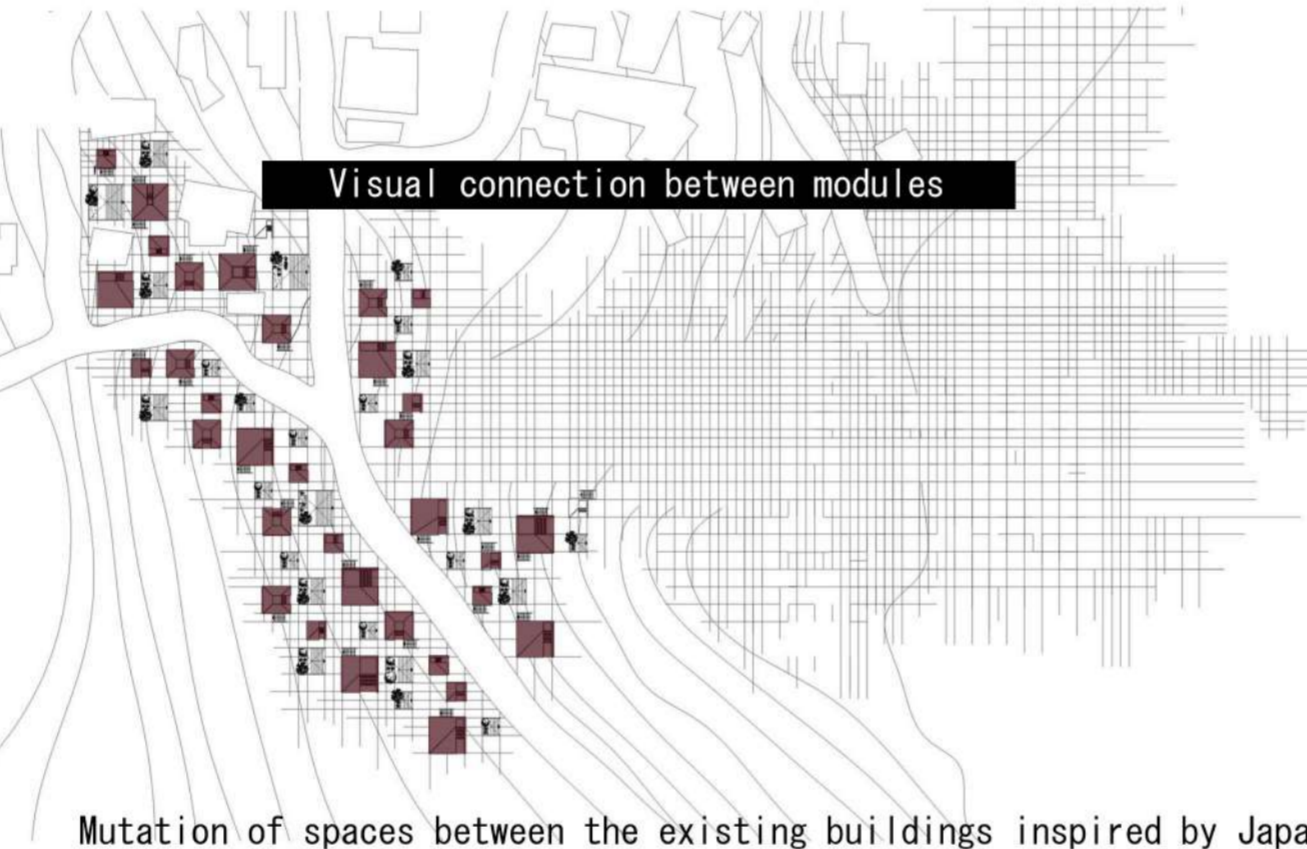 Visual connection between modules
Mutation of spaces between the existing buildings inspired by Japa